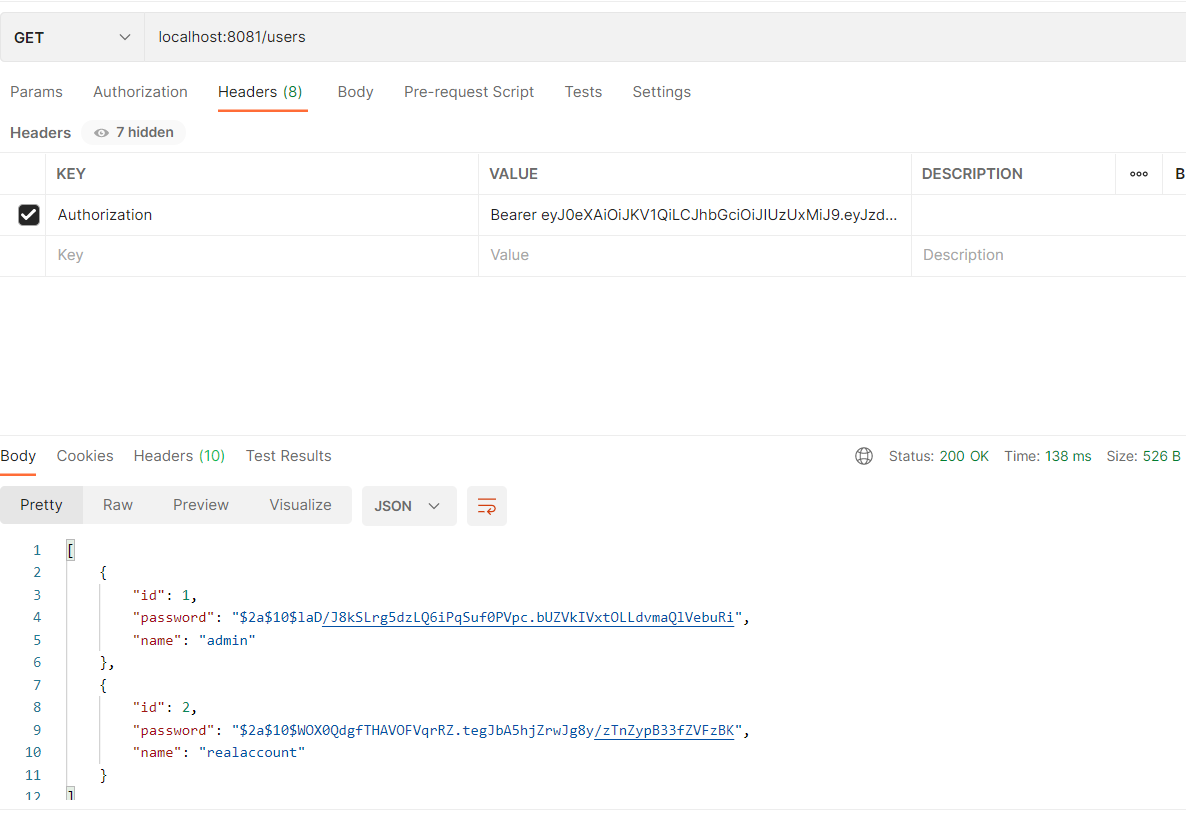 GET localhost:8081/users
Params Authorization Headers (8) Body Pre-request Script Tests Settings
Headers 7 hidden
KEY VALUE DESCRIPTION ooo B
Authorization Bearer eyJ0eXAiOiJKV1QiLCJhbGciOiJIUzUxMiJ9.eyJzd...
Key Value Description
Body Cookies Headers (10) Test Results Status: 200 OK Time: 138 ms Size: 526 B
Pretty Raw Preview Visualize JSON
1 [
2 {
3 "id": 1,
4 "password": "$2a$10$laD/J8kSLrg5dzLQ6iPqSuf0PVpc.bUZVkIVxtOLLdvmaQlVebuRi",
5 "name": "admin"
6 },
7 {
8 "id": 2,
9 "password": "$2a$10$WOX0QdgfTHAVOFVqrRZ.tegJbA5hjZrwJg8y/zTnZypB33fZVFzBK",
10 "name": "realaccount"
11 }
12 ]